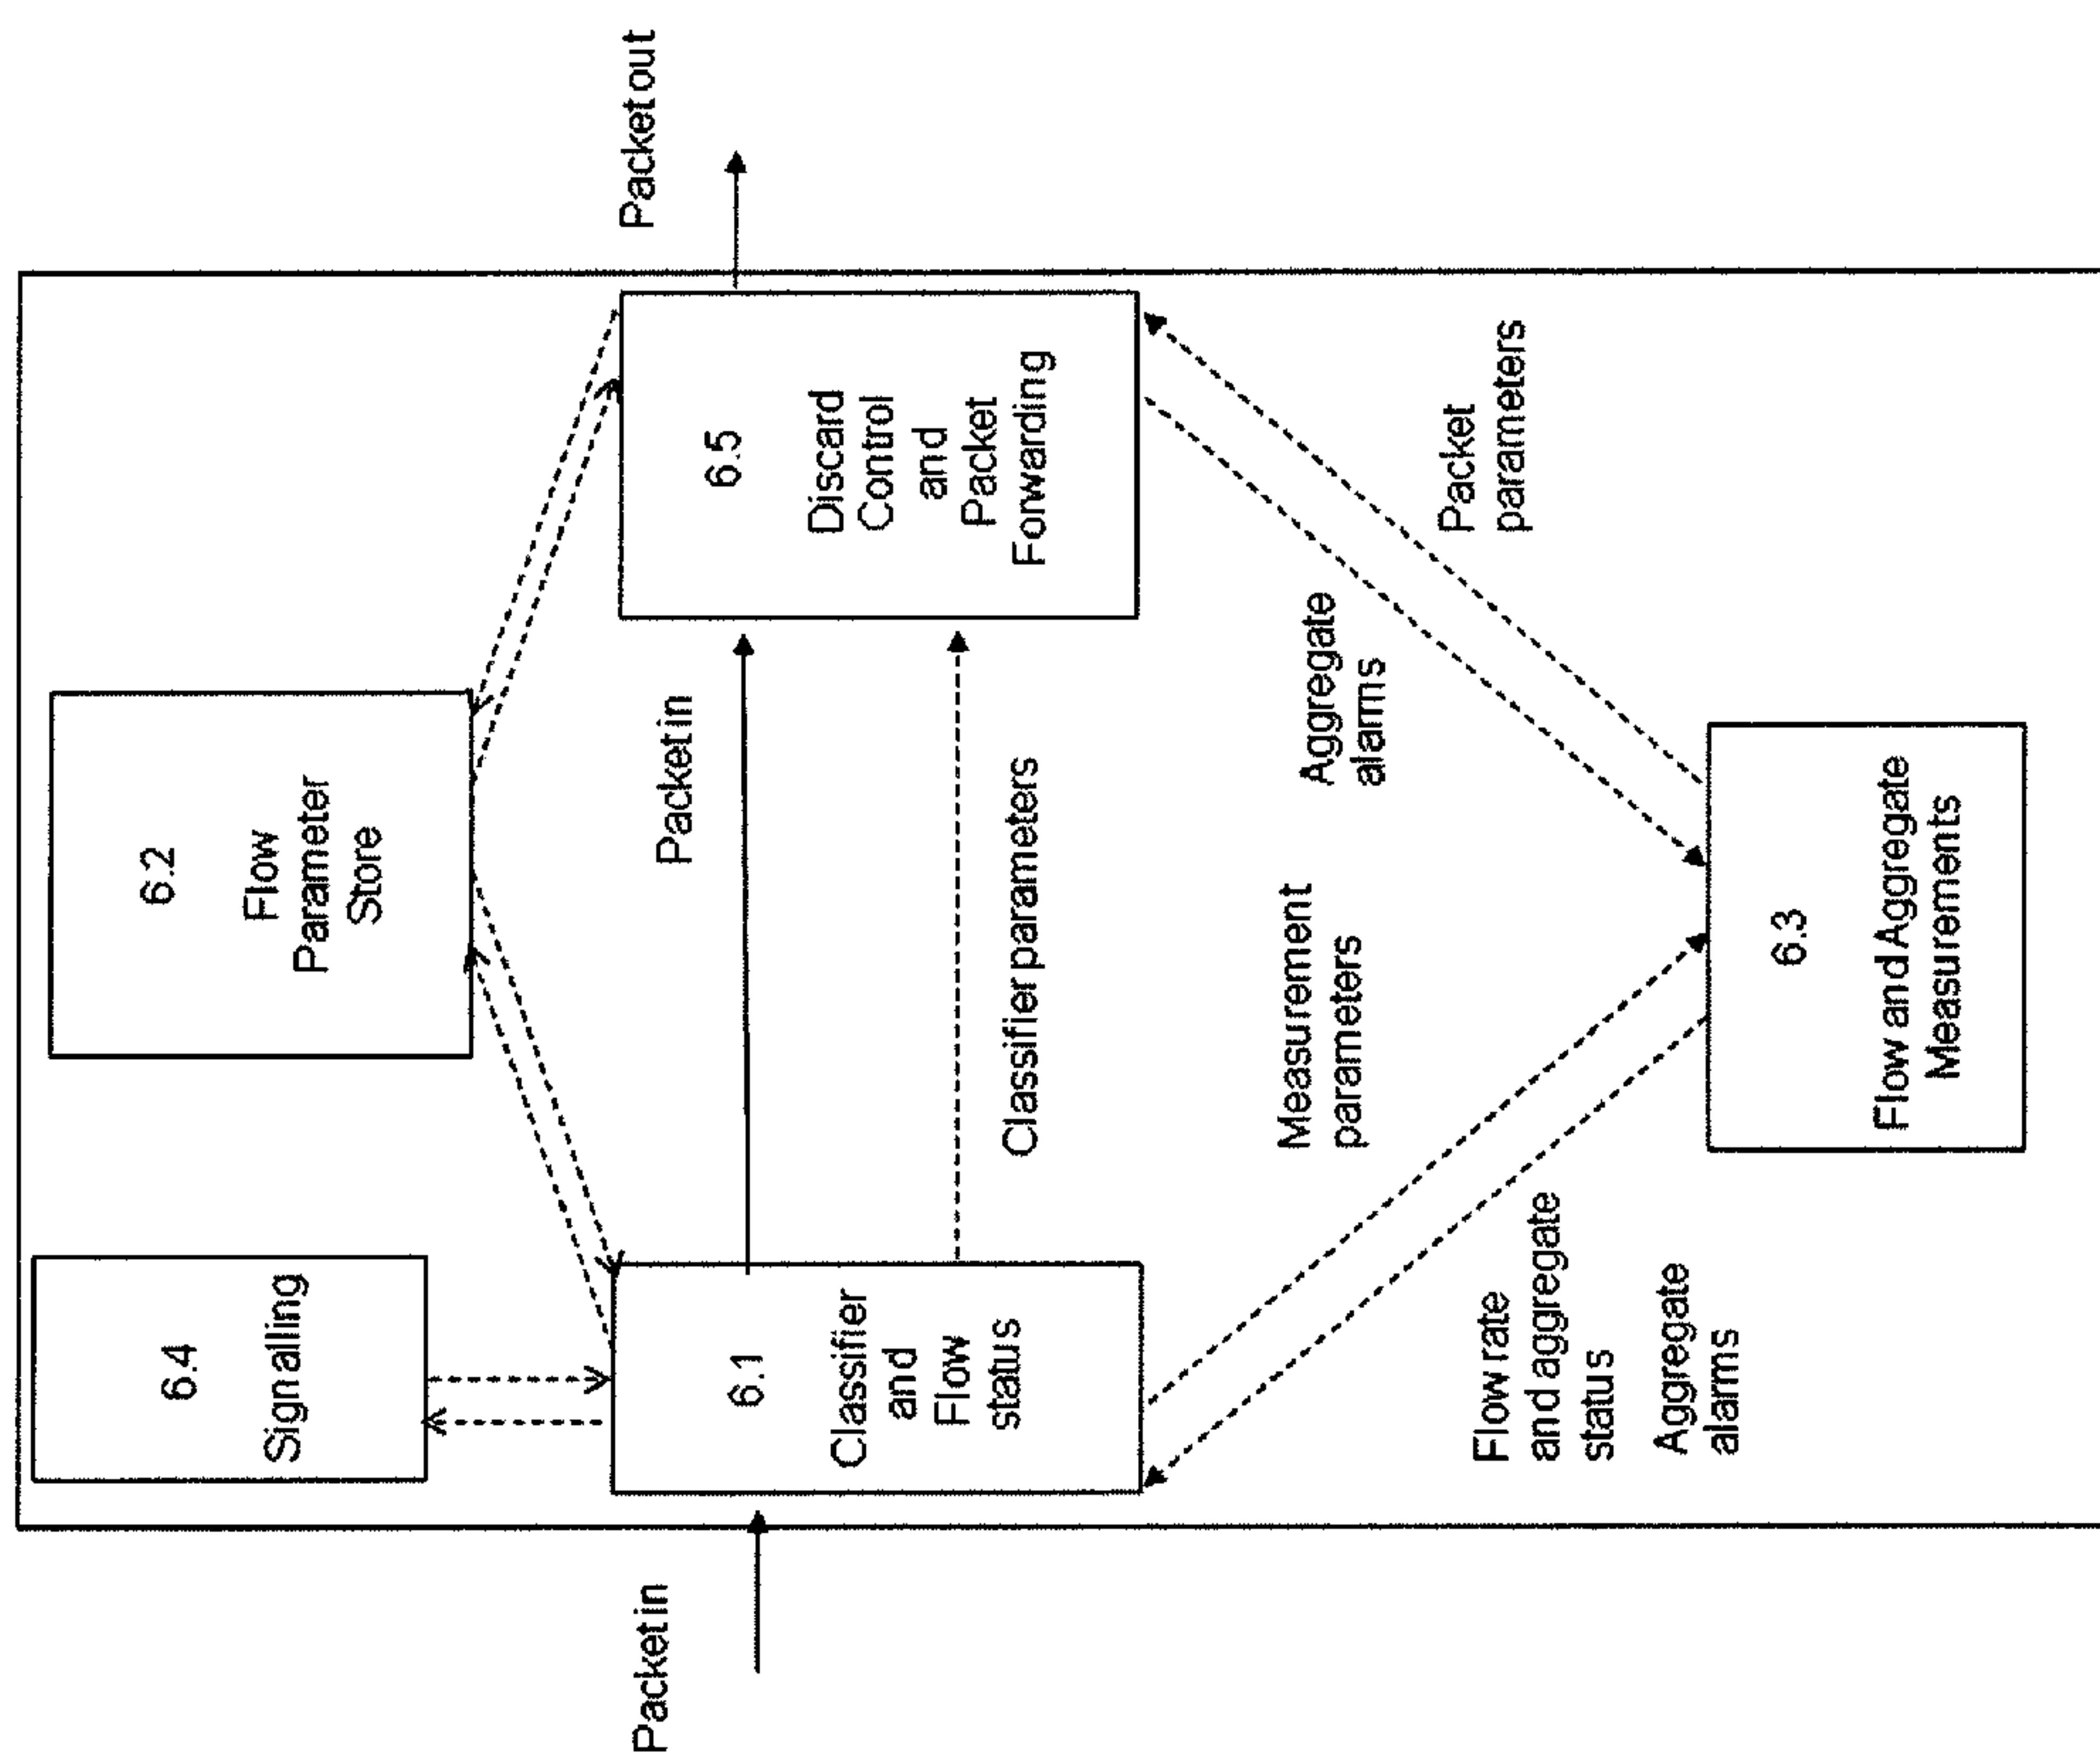 6.4
Signalling
6.2
Flow
Parameter
Store
Packet in
6.1
Classifier
and
Flow
status
Packet in
Classifier parameters
6.5
Discard
Control
and
Packet
Forwarding
Packet out
Measurement
parameters
Aggregate
alarms
Packet
parameters
Flow rate
and aggregate
status
Aggregate
alarms
6.3
Flow and Aggregate
Measurements